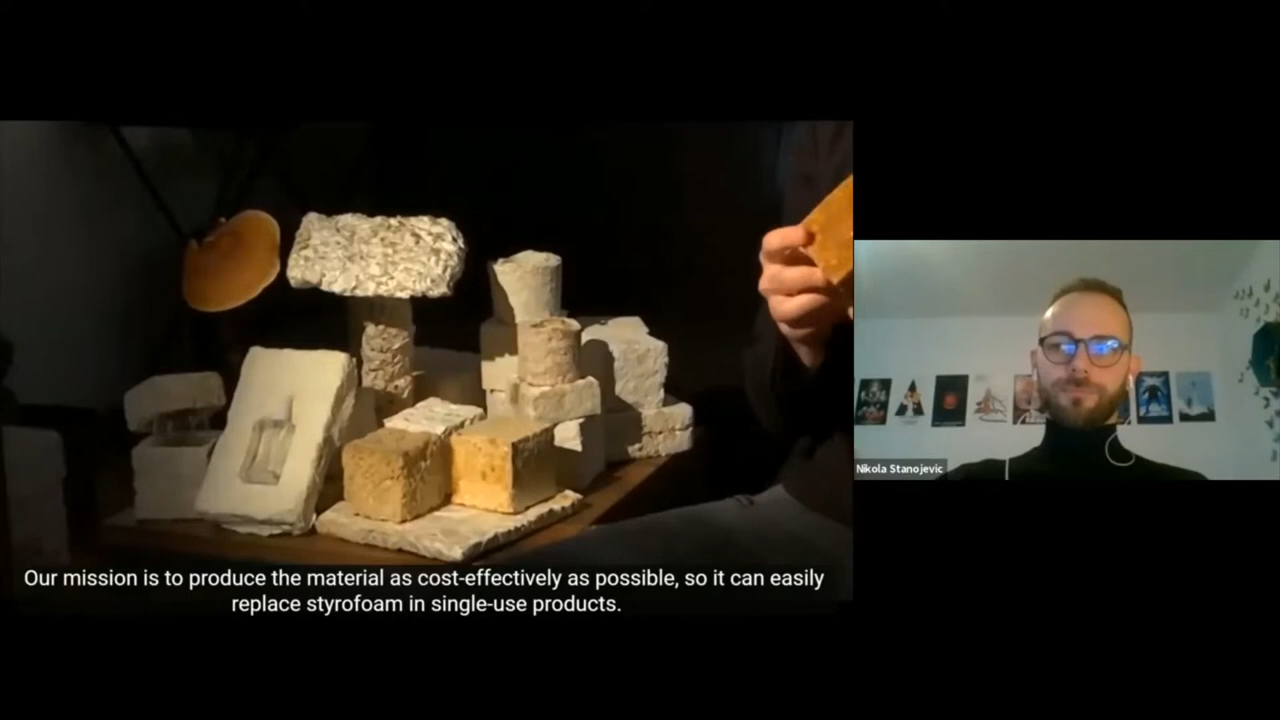 Our mission is to produce the material as cost-effectively as possible, so it can easily
replace styrofoam in single-use products.
Nikola Stanojevic